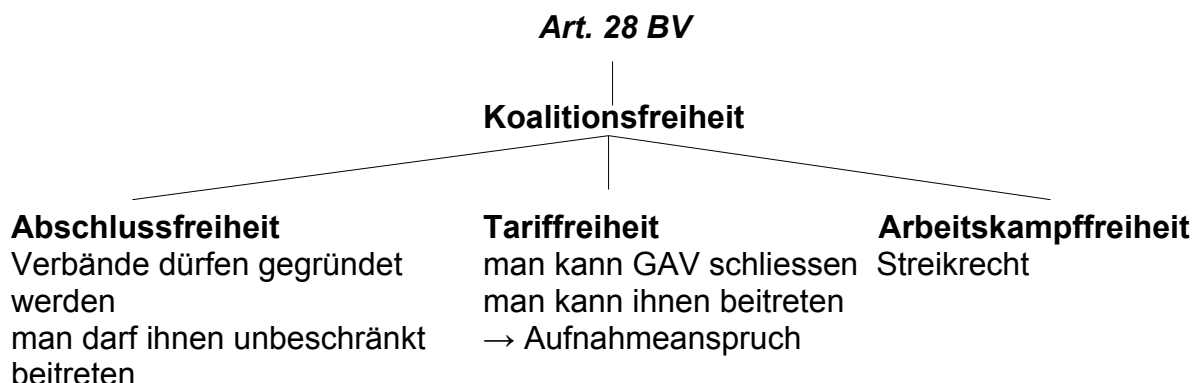 Art. 28 BV
Koalitionsfreiheit
Abschlussfreiheit
Verbände dürfen gegründet
werden
man darf ihnen unbeschränkt
beitreten
Tariffreiheit
man kann GAV schliessen
man kann ihnen beitreten
→ Aufnahmeanspruch
Arbeitskampffreiheit
Streikrecht